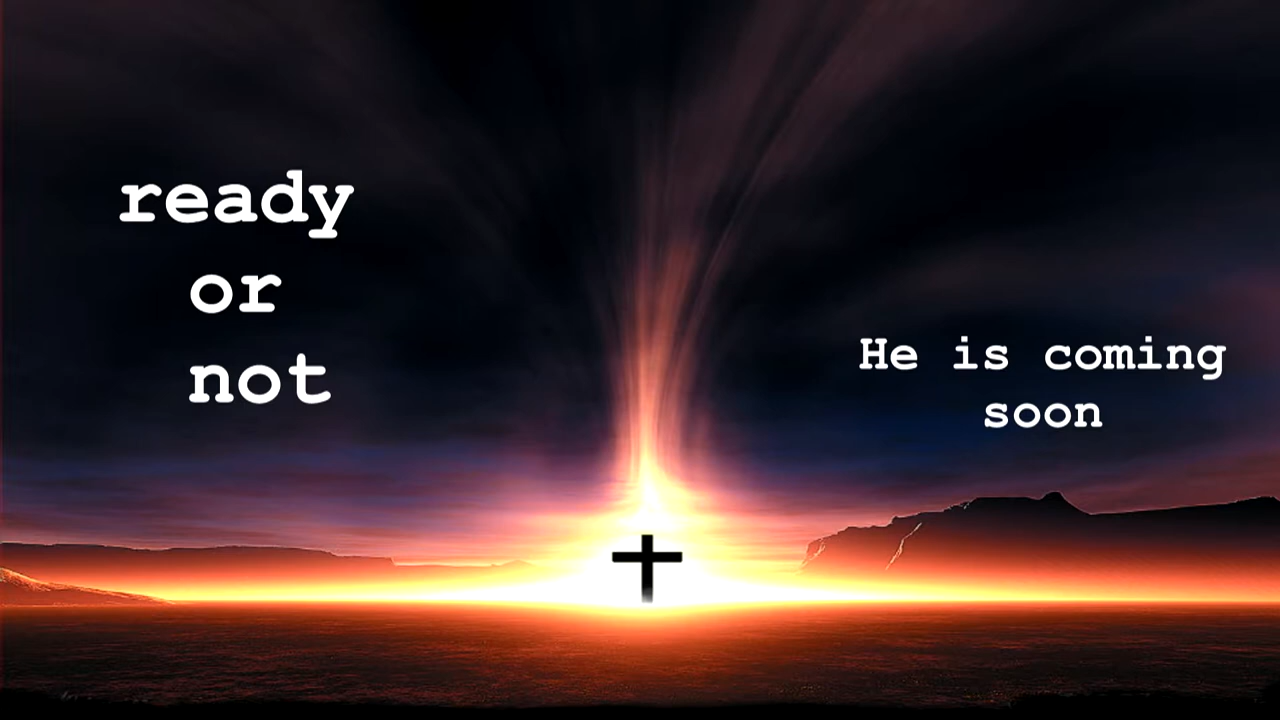 ready
or
not
He is coming
soon